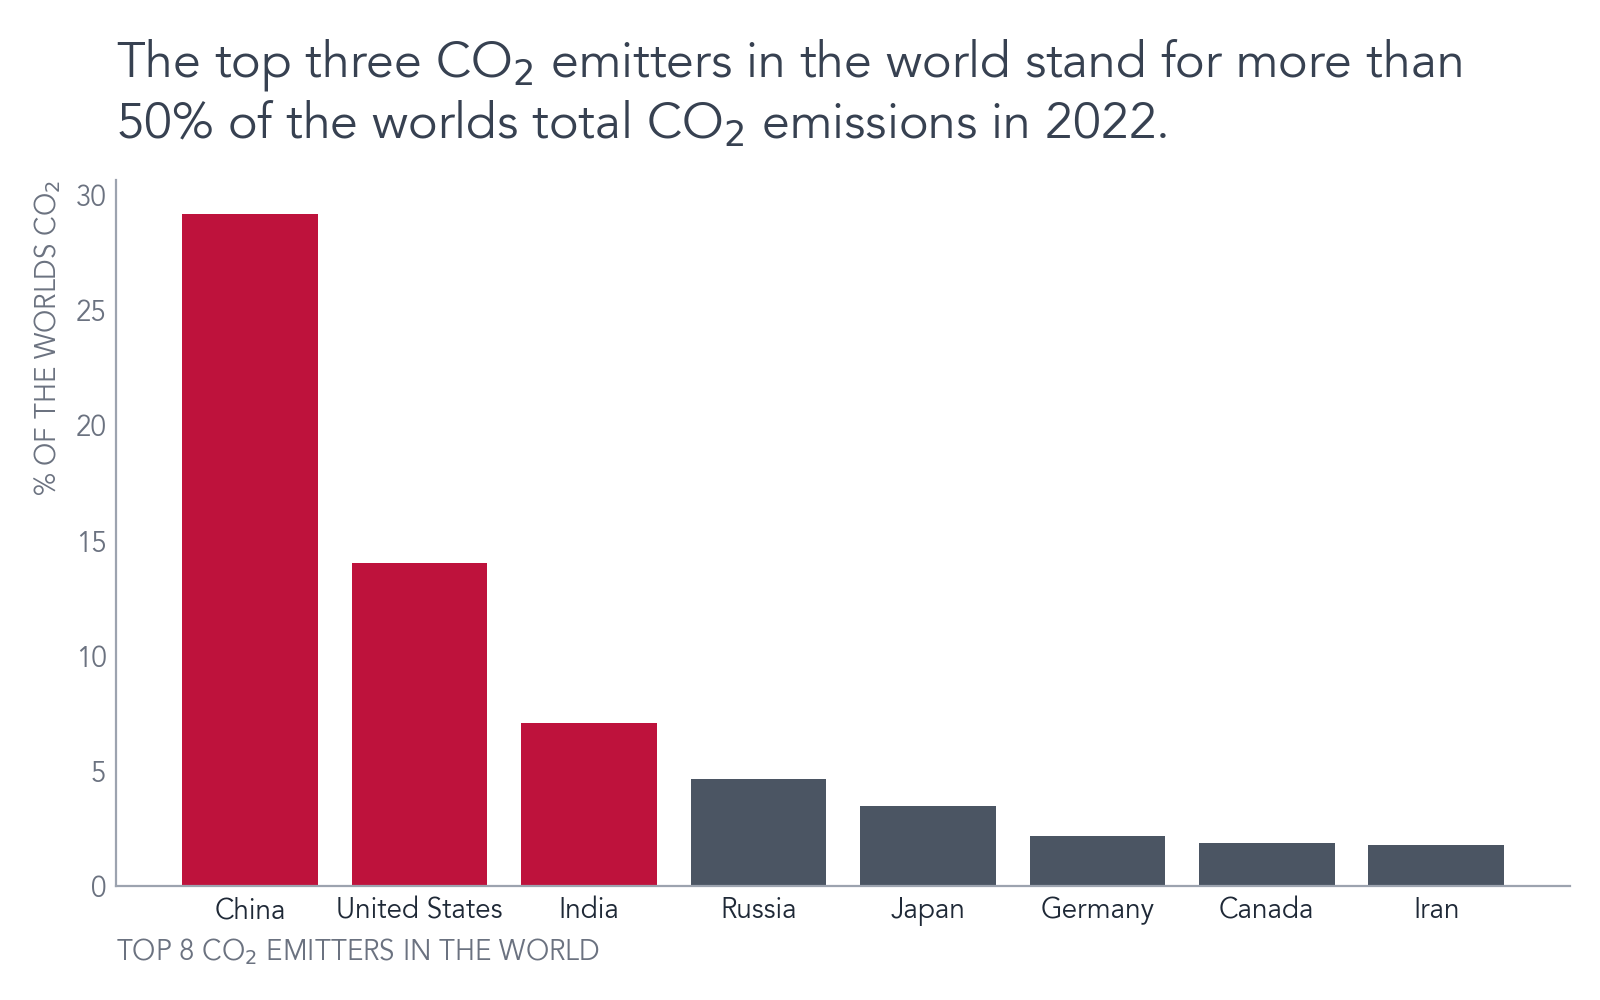 The top three CO₂ emitters in the world stand for more than
50% of the worlds total CO₂ emissions in 2022.
% OF THE WORLDS CO₂
30
25
20
15
10
5
0
China United States India Russia Japan Germany Canada Iran
TOP 8 CO₂ EMITTERS IN THE WORLD